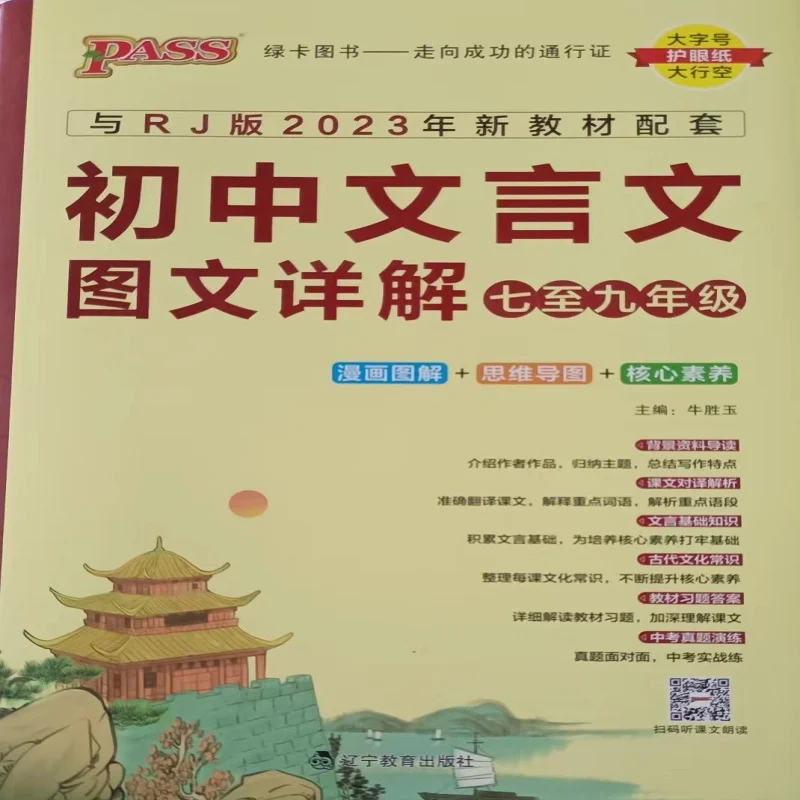 PASS
绿卡图书——走向成功的通行证
大字号
护眼纸
大行空
与RJ版2023年新教材配套
初中文言文
图文详解 七至九年级
漫画图解 + 思维导图 + 核心素养
主编：牛胜玉
背景资料导读
介绍作者作品，归纳主题，总结写作特点
课文对译解析
准确翻译课文，解释重点词语，解析重点语段
文言基础知识
积累文言基础，为培养核心素养打牢基础
古代文化常识
整理每课文化常识，不断提升核心素养
教材习题答案
详细解读教材习题，加深理解课文
中考真题演练
真题面对面，中考实战练
扫码听课文朗读
辽宁教育出版社